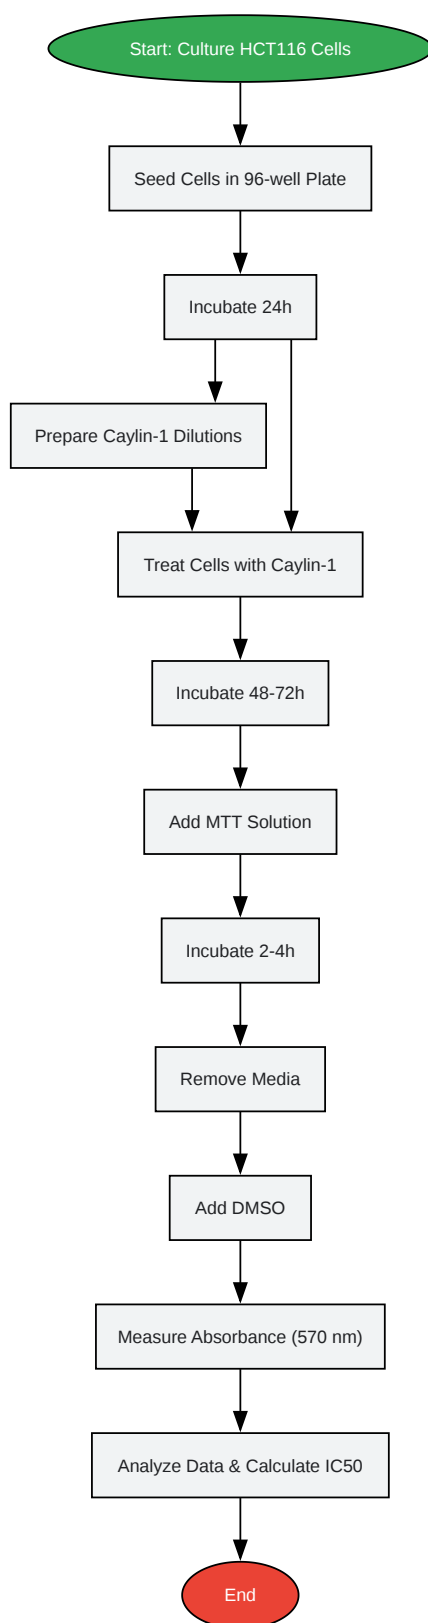 Start: Culture HCT116 Cells
Seed Cells in 96-well Plate
Incubate 24h
Prepare Caylin-1 Dilutions
Treat Cells with Caylin-1
Incubate 48-72h
Add MTT Solution
Incubate 2-4h
Remove Media
Add DMSO
Measure Absorbance (570 nm)
Analyze Data & Calculate IC50
End